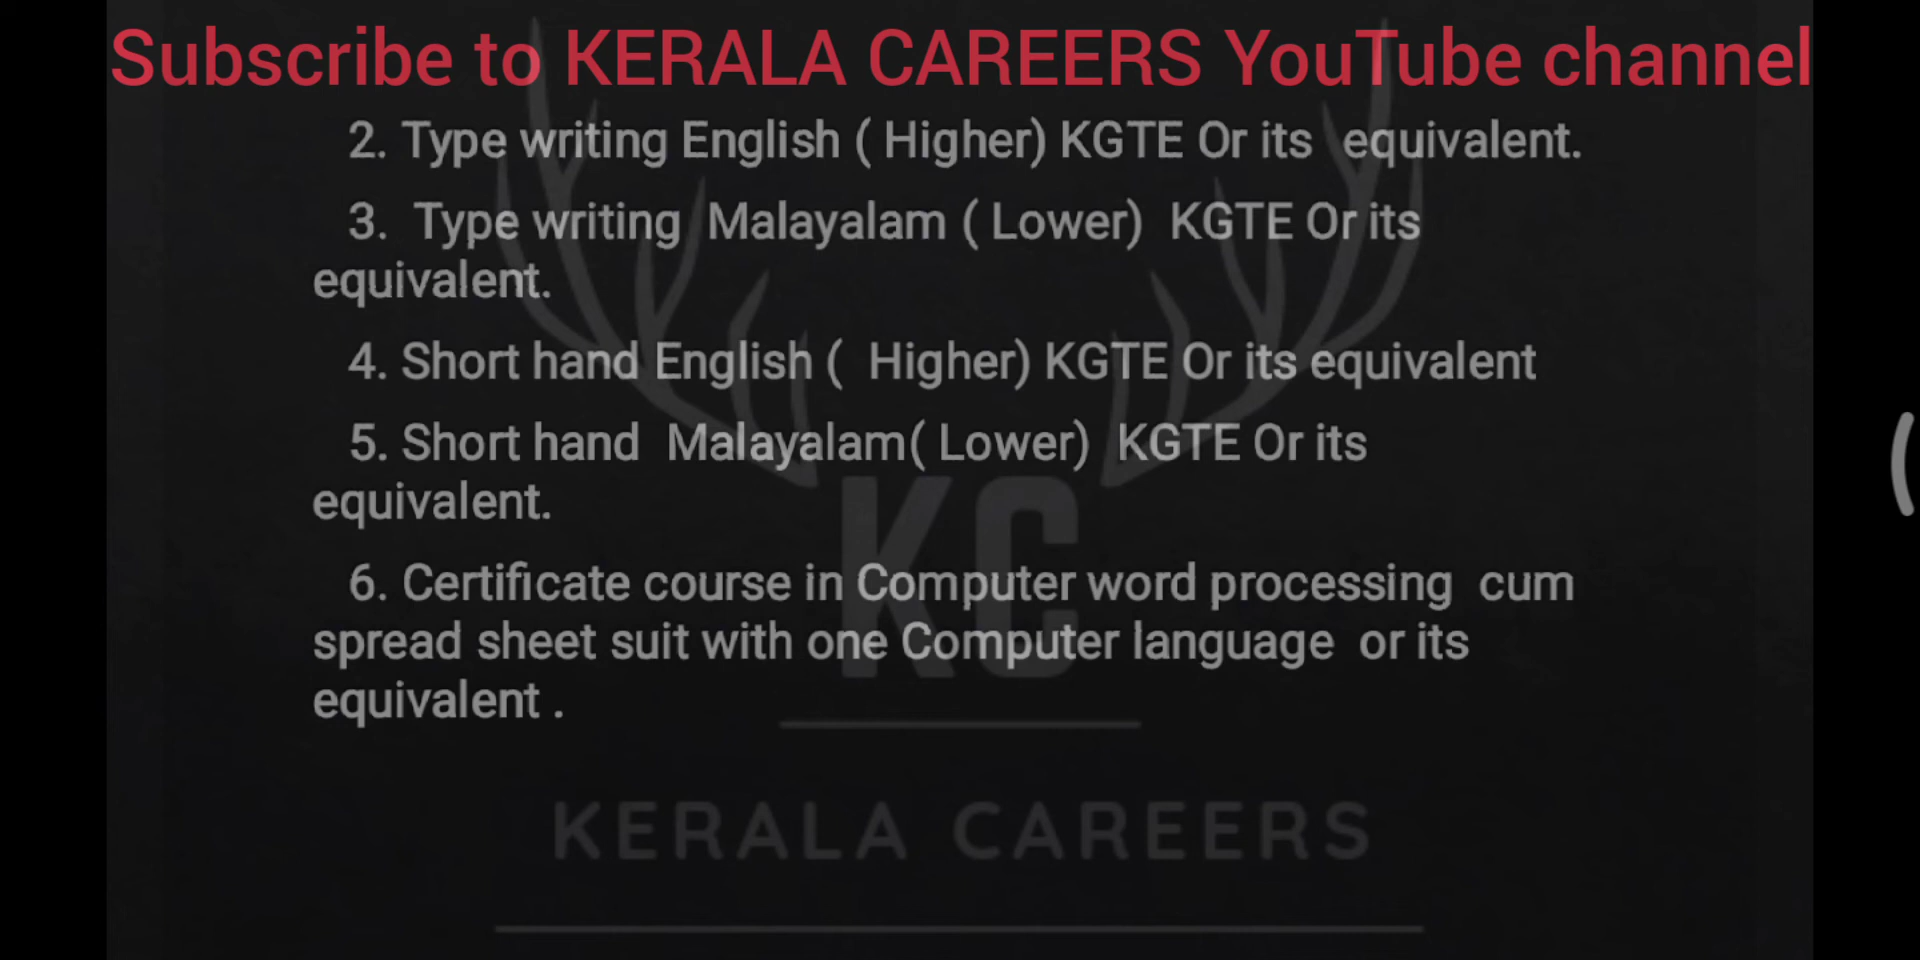 Subscribe to KERALA CAREERS YouTube channel
2. Type writing English ( Higher) KGTE Or its equivalent.
3. Type writing Malayalam ( Lower) KGTE Or its
equivalent.
4. Short hand English ( Higher) KGTE Or its equivalent
5. Short hand Malayalam( Lower) KGTE Or its
equivalent.
6. Certificate course in Computer word processing cum
spread sheet suit with one Computer language or its
equivalent .
KC
KERALA CAREERS